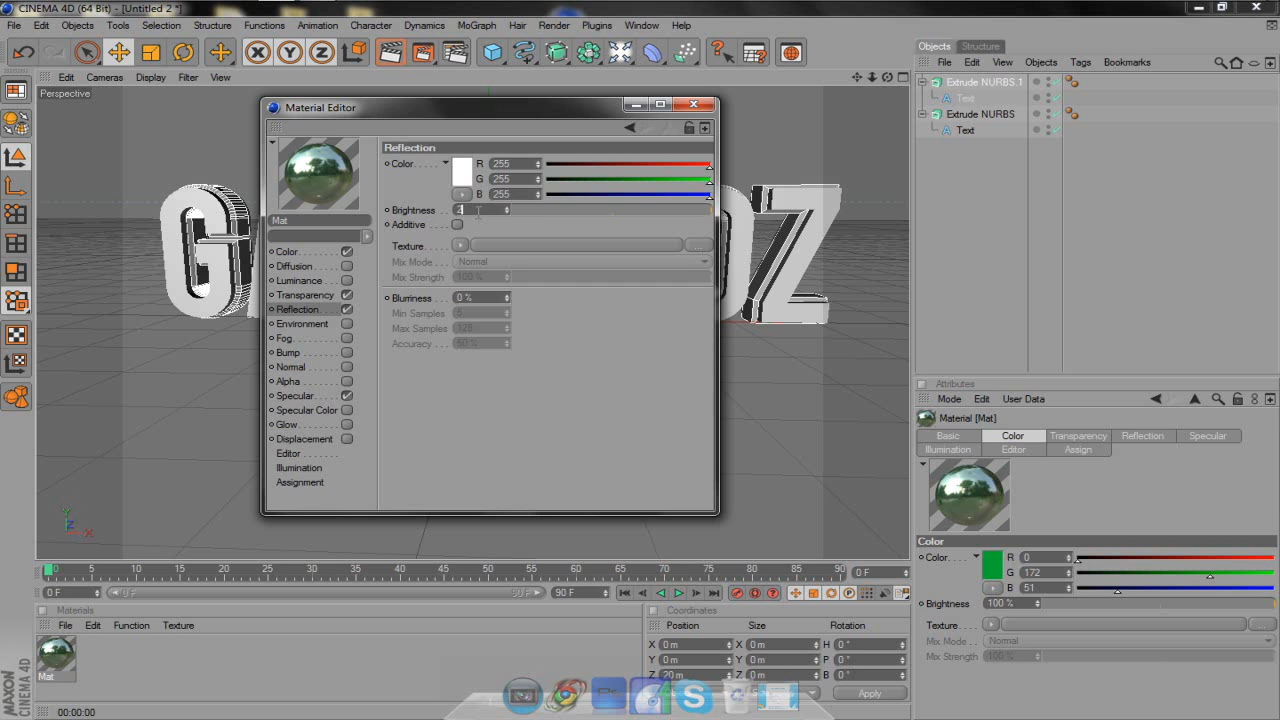 CINEMA 4D (64 Bit) - [Untitled 2 *]
File Edit Objects Tools Selection Structure Functions Animation Character Dynamics MoGraph Hair Render Plugins Window Help
X Y Z
Objects Structure
File Edit View Objects Tags Bookmarks
Edit Cameras Display Filter View
Perspective
Extrude NURBS.1
Text
Extrude NURBS
Text
G
Z
Material Editor
Reflection
Color R 255
G 255
B 255
Brightness 2
Additive
Texture
Mix Mode Normal
Mix Strength 100 %
Blurriness 0 %
Min Samples 5
Max Samples 128
Accuracy 50 %
Mat
Color
Diffusion
Luminance
Transparency
Reflection
Environment
Fog
Bump
Normal
Alpha
Specular
Specular Color
Glow
Displacement
Editor
Illumination
Assignment
Y
Z X
Attributes
Mode Edit User Data
Material [Mat]
Basic Color Transparency Reflection Specular
Illumination Editor Assign
Color
Color R 0
G 172
B 51
Brightness 100 %
Texture
Mix Mode Normal
Mix Strength 100 %
0 5 10 15 20 25 30 35 40 45 50 55 60 65 70 75 80 85 90 0 F
0 F 0 F 90 F 90 F
Materials
File Edit Function Texture
Mat
Coordinates
Position Size Rotation
X 0 m X 0 m H 0 °
Y 0 m Y 0 m P 0 °
Z 20 m Z 0 m B 0 °
Apply
MAXON
CINEMA 4D
00:00:00